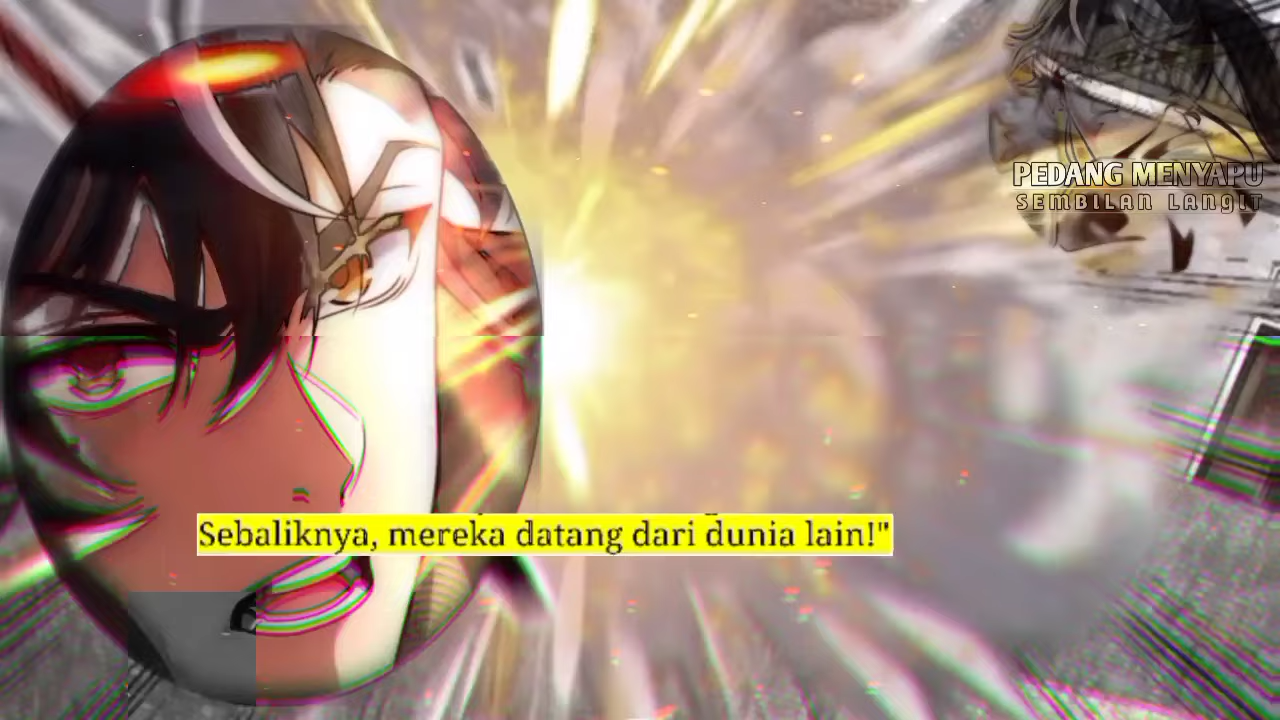 PEDANG MENYAPU
SEMBILAN LANGIT
Sebaliknya, mereka datang dari dunia lain!"